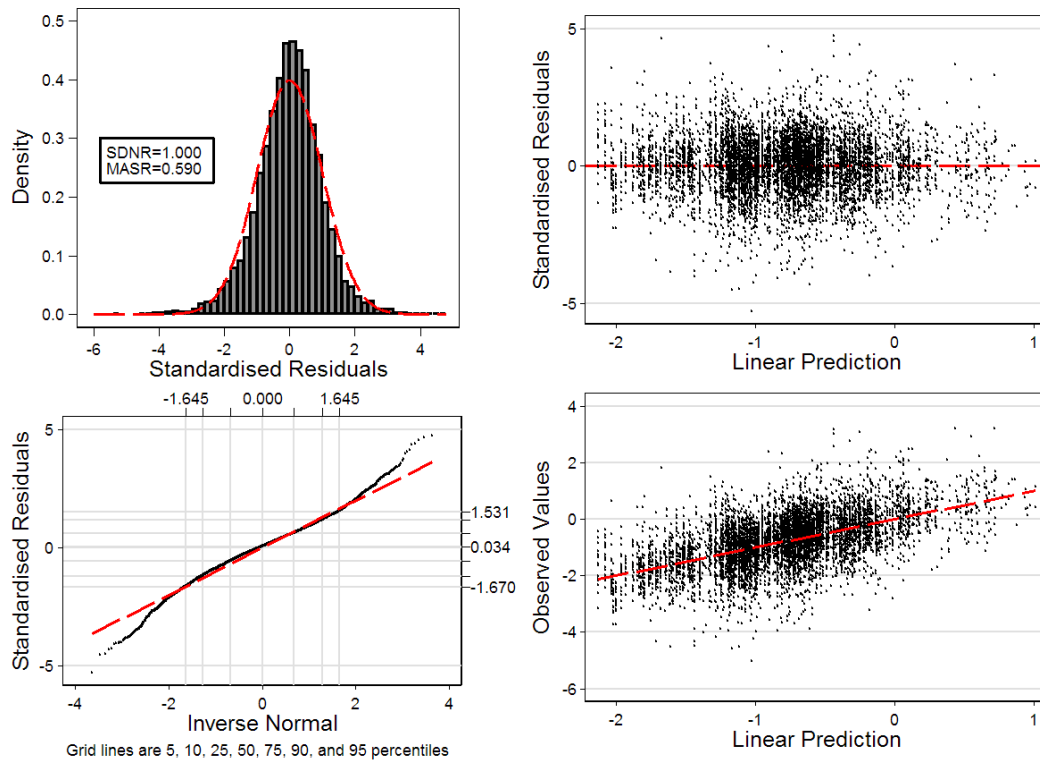 0.5
0.4
0.3
0.2
0.1
0.0
Density
SDNR=1.000
MASR=0.590
-6 -4 -2 0 2 4
Standardised Residuals
5
0
-5
Standardised Residuals
-2 -1 0 1
Linear Prediction
-1.645 0.000 1.645
5
0
-5
Standardised Residuals
1.531
0.034
-1.670
-4 -2 0 2 4
Inverse Normal
Grid lines are 5, 10, 25, 50, 75, 90, and 95 percentiles
4
2
0
-2
-4
-6
Observed Values
-2 -1 0 1
Linear Prediction